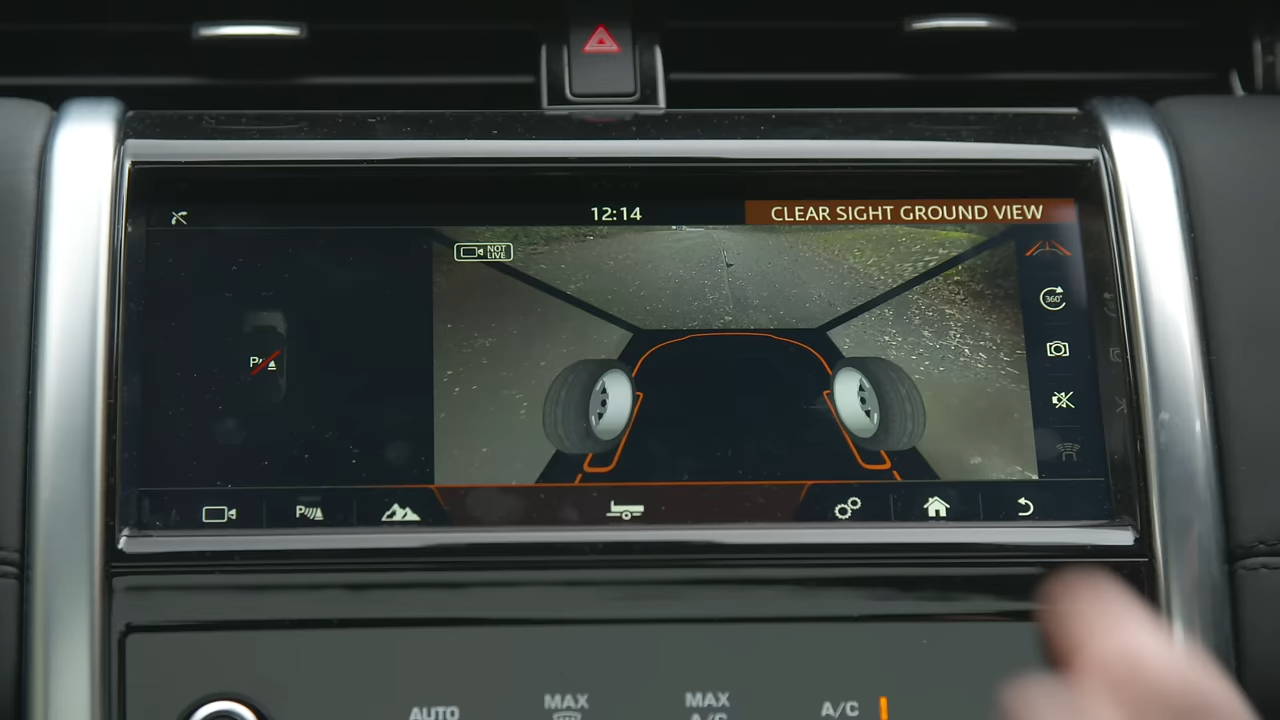 12:14
CLEAR SIGHT GROUND VIEW
NOT
LIVE
360°
P
P
AUTO
MAX
MAX
A/C
A/C